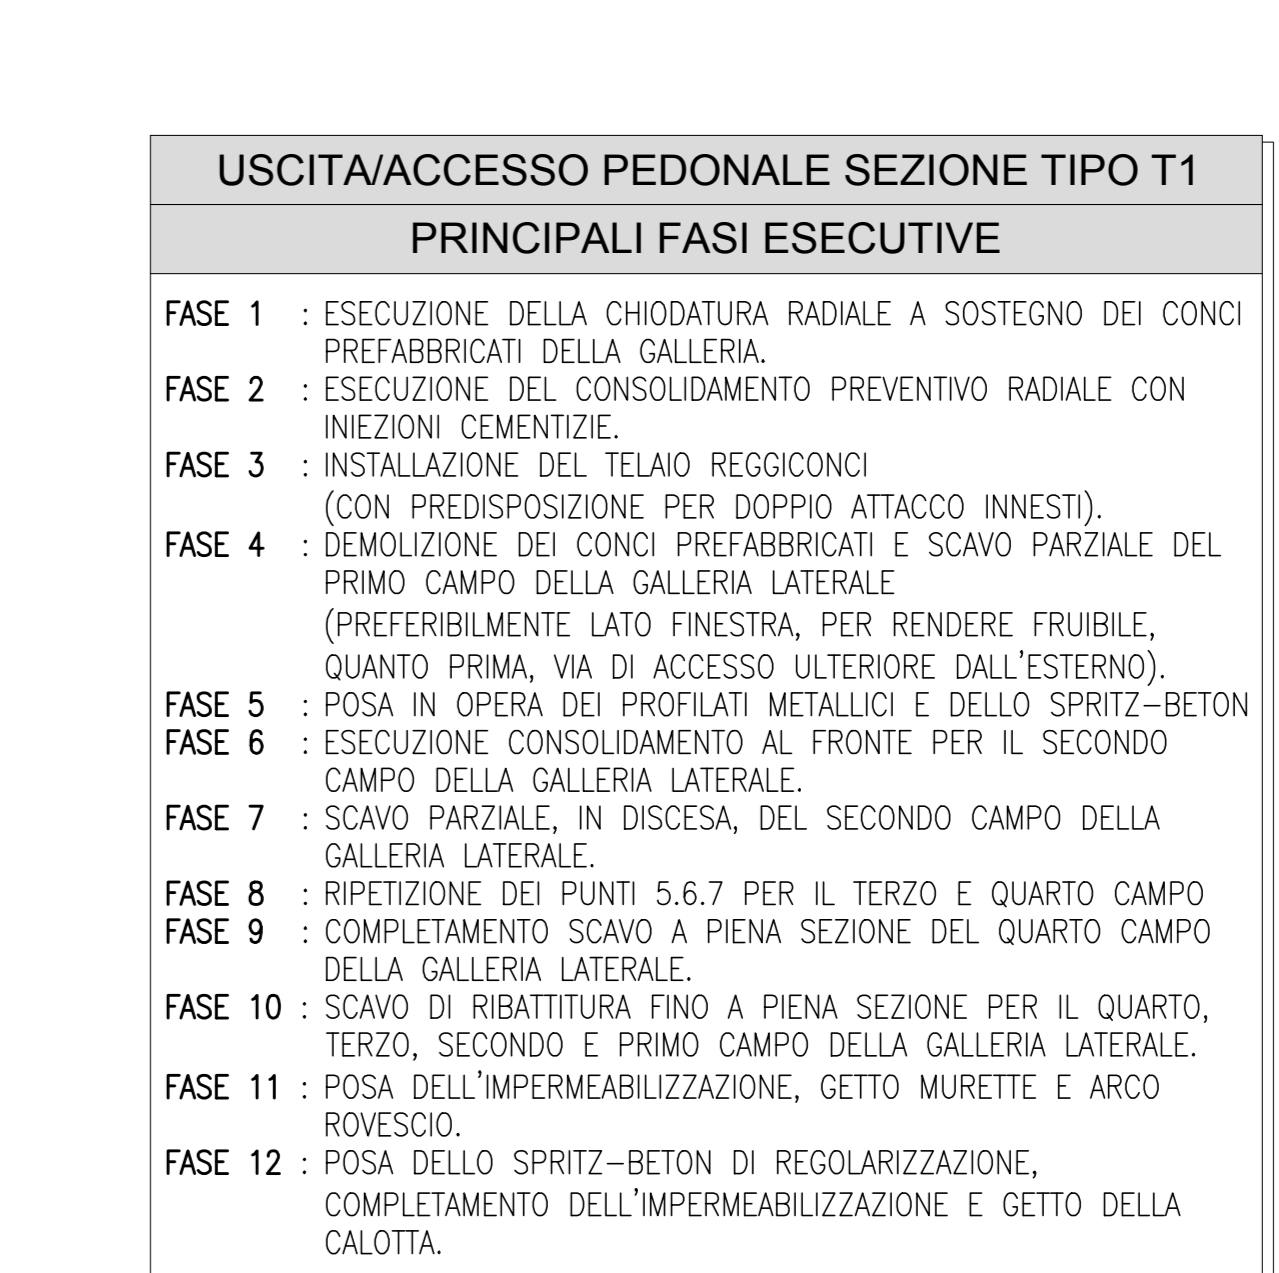 USCITA/ACCESSO PEDONALE SEZIONE TIPO T1
PRINCIPALI FASI ESECUTIVE
FASE 1 : ESECUZIONE DELLA CHIODATURA RADIALE A SOSTEGNO DEI CONCI
PREFABBRICATI DELLA GALLERIA.
FASE 2 : ESECUZIONE DEL CONSOLIDAMENTO PREVENTIVO RADIALE CON
INIEZIONI CEMENTIZIE.
FASE 3 : INSTALLAZIONE DEL TELAIO REGGICONCI
(CON PREDISPOSIZIONE PER DOPPIO ATTACCO INNESTI).
FASE 4 : DEMOLIZIONE DEI CONCI PREFABBRICATI E SCAVO PARZIALE DEL
PRIMO CAMPO DELLA GALLERIA LATERALE
(PREFERIBILMENTE LATO FINESTRA, PER RENDERE FRUIBILE,
QUANTO PRIMA, VIA DI ACCESSO ULTERIORE DALL'ESTERNO).
FASE 5 : POSA IN OPERA DEI PROFILATI METALLICI E DELLO SPRITZ-BETON
FASE 6 : ESECUZIONE CONSOLIDAMENTO AL FRONTE PER IL SECONDO
CAMPO DELLA GALLERIA LATERALE.
FASE 7 : SCAVO PARZIALE, IN DISCESA, DEL SECONDO CAMPO DELLA
GALLERIA LATERALE.
FASE 8 : RIPETIZIONE DEI PUNTI 5.6.7 PER IL TERZO E QUARTO CAMPO
FASE 9 : COMPLETAMENTO SCAVO A PIENA SEZIONE DEL QUARTO CAMPO
DELLA GALLERIA LATERALE.
FASE 10 : SCAVO DI RIBATTITURA FINO A PIENA SEZIONE PER IL QUARTO,
TERZO, SECONDO E PRIMO CAMPO DELLA GALLERIA LATERALE.
FASE 11 : POSA DELL'IMPERMEABILIZZAZIONE, GETTO MURETTE E ARCO
ROVESCIO.
FASE 12 : POSA DELLO SPRITZ-BETON DI REGOLARIZZAZIONE,
COMPLETAMENTO DELL'IMPERMEABILIZZAZIONE E GETTO DELLA
CALOTTA.